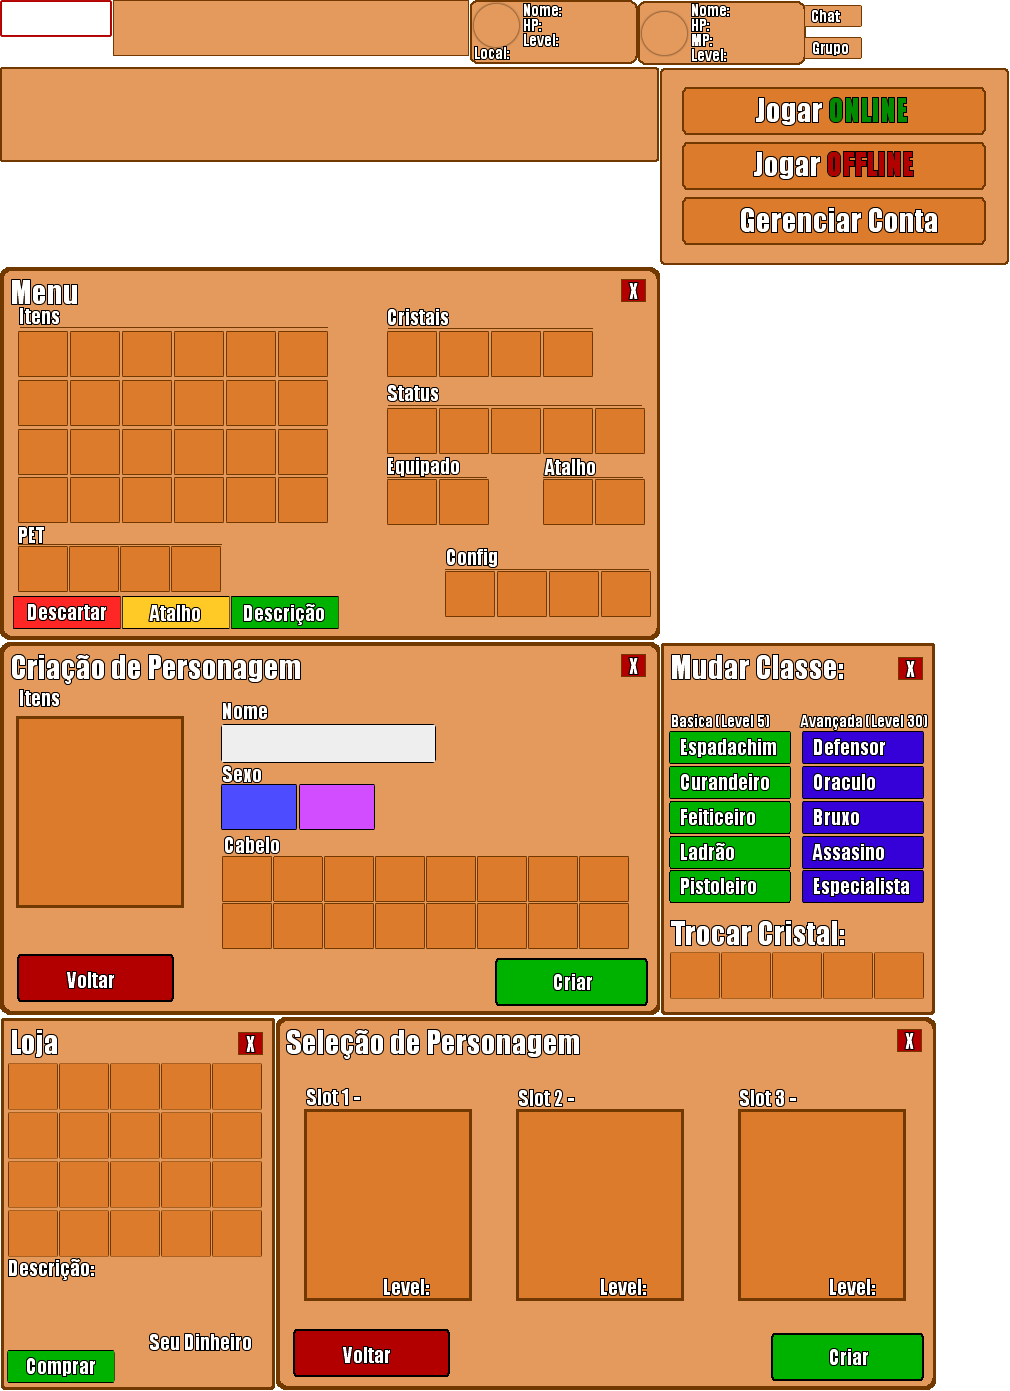 Nome:
HP:
Level:
Local:
Nome:
HP:
MP:
Level:
Chat
Grupo
Jogar ONLINE
Jogar OFFLINE
Gerenciar Conta
Menu
X
Itens
Cristais
Status
Equipado
Atalho
PET
Config
Descartar
Atalho
Descrição
Criação de Personagem
X
Itens
Nome
Sexo
Cabelo
Voltar
Criar
Mudar Classe:
X
Basica (Level 5)
Avançada (Level 30)
Espadachim
Defensor
Curandeiro
Oraculo
Feiticeiro
Bruxo
Ladrão
Assasino
Pistoleiro
Especialista
Trocar Cristal:
Loja
X
Descrição:
Seu Dinheiro
Comprar
Seleção de Personagem
X
Slot 1 -
Slot 2 -
Slot 3 -
Level:
Level:
Level:
Voltar
Criar